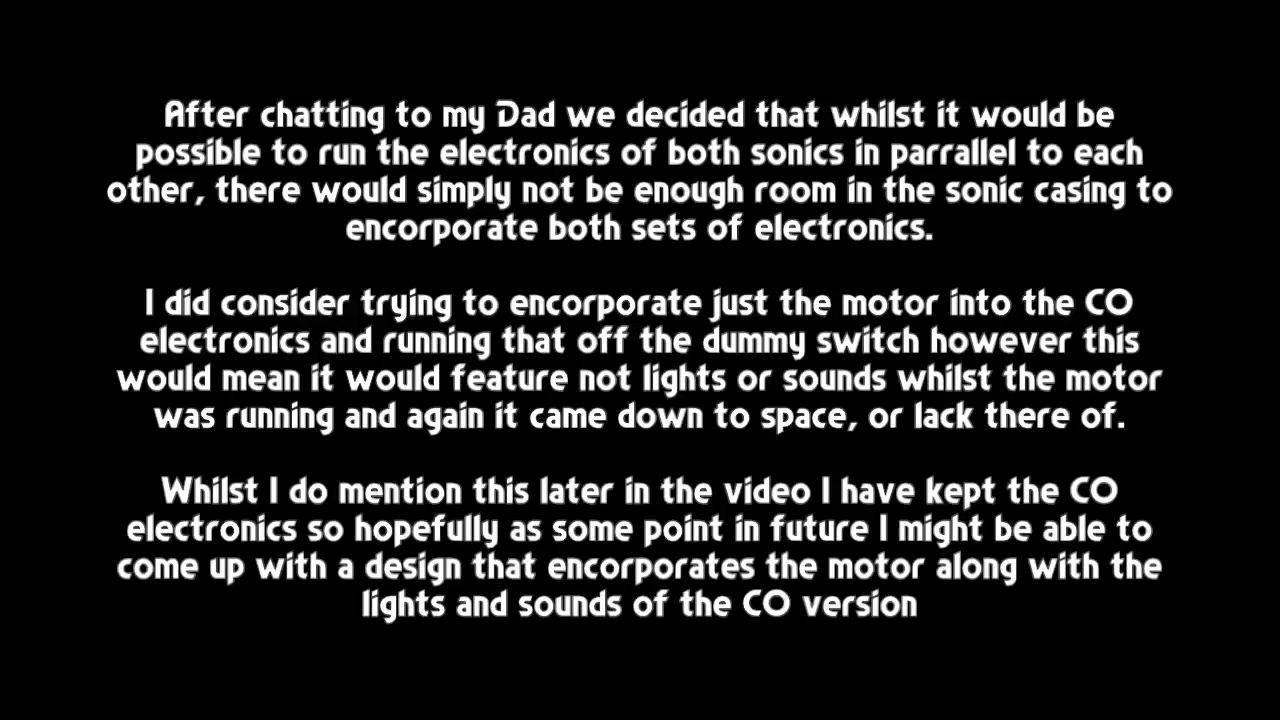 After chatting to my Dad we decided that whilst it would be
possible to run the electronics of both sonics in parrallel to each
other, there would simply not be enough room in the sonic casing to
encorporate both sets of electronics.
I did consider trying to encorporate just the motor into the CO
electronics and running that off the dummy switch however this
would mean it would feature not lights or sounds whilst the motor
was running and again it came down to space, or lack there of.
Whilst I do mention this later in the video I have kept the CO
electronics so hopefully as some point in future I might be able to
come up with a design that encorporates the motor along with the
lights and sounds of the CO version